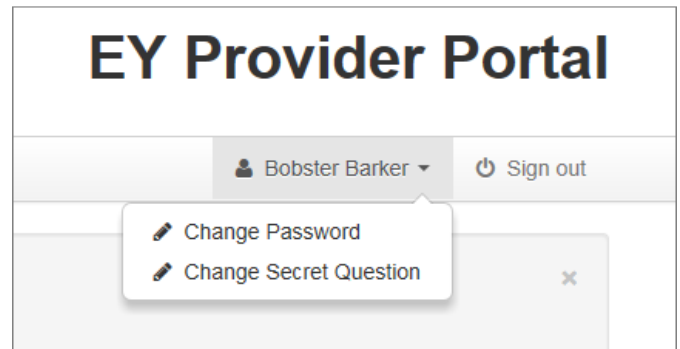 EY Provider Portal
Bobster Barker Sign out
Change Password
Change Secret Question